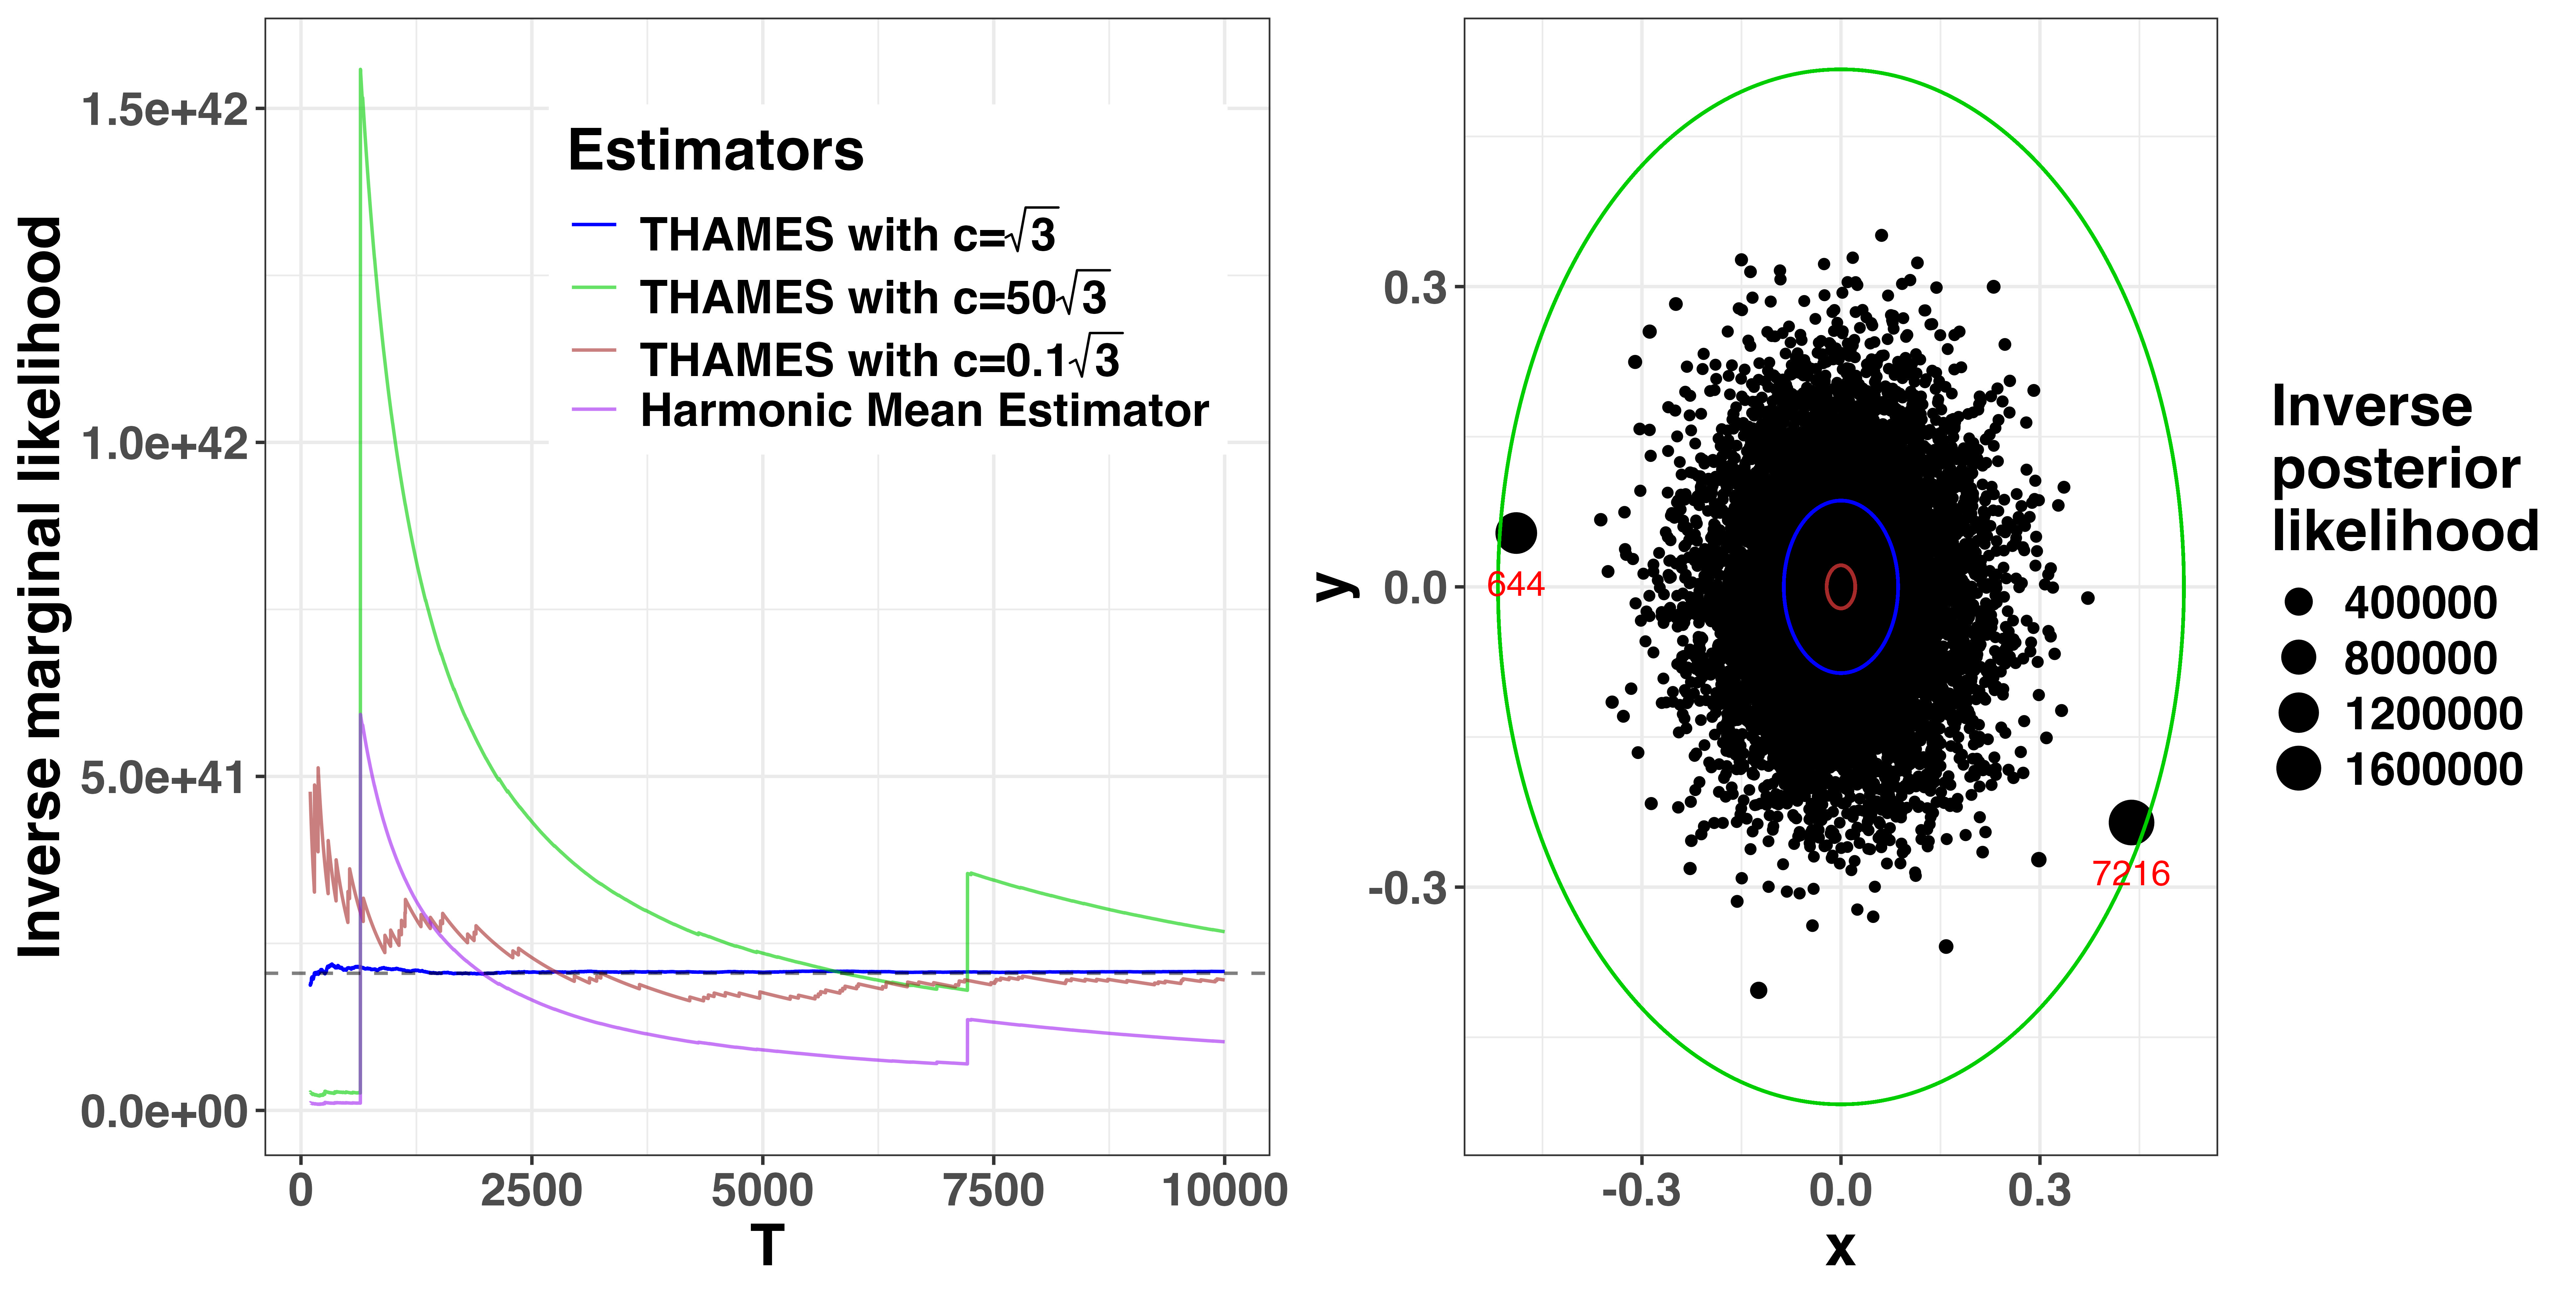 Inverse marginal likelihood
1.5e+42
1.0e+42
5.0e+41
0.0e+00
Estimators
THAMES with c=√3
THAMES with c=50√3
THAMES with c=0.1√3
Harmonic Mean Estimator
0 2500 5000 7500 10000
T
y
0.3
0.0
-0.3
644
7216
-0.3 0.0 0.3
x
Inverse
posterior
likelihood
400000
800000
1200000
1600000